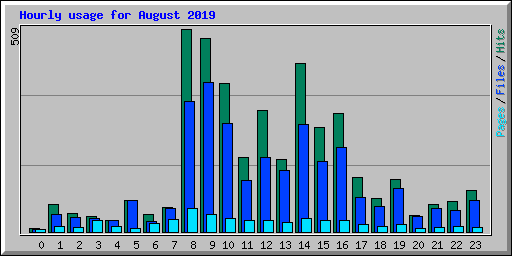 Hourly usage for August 2019
509
Pages/Files/Hits
0 1 2 3 4 5 6 7 8 9 10 11 12 13 14 15 16 17 18 19 20 21 22 23